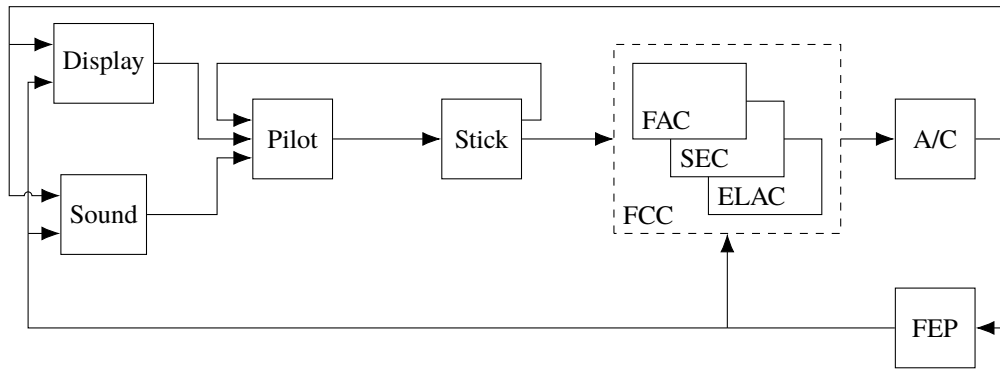 Display
Sound
Pilot
Stick
FAC
SEC
ELAC
FCC
A/C
FEP